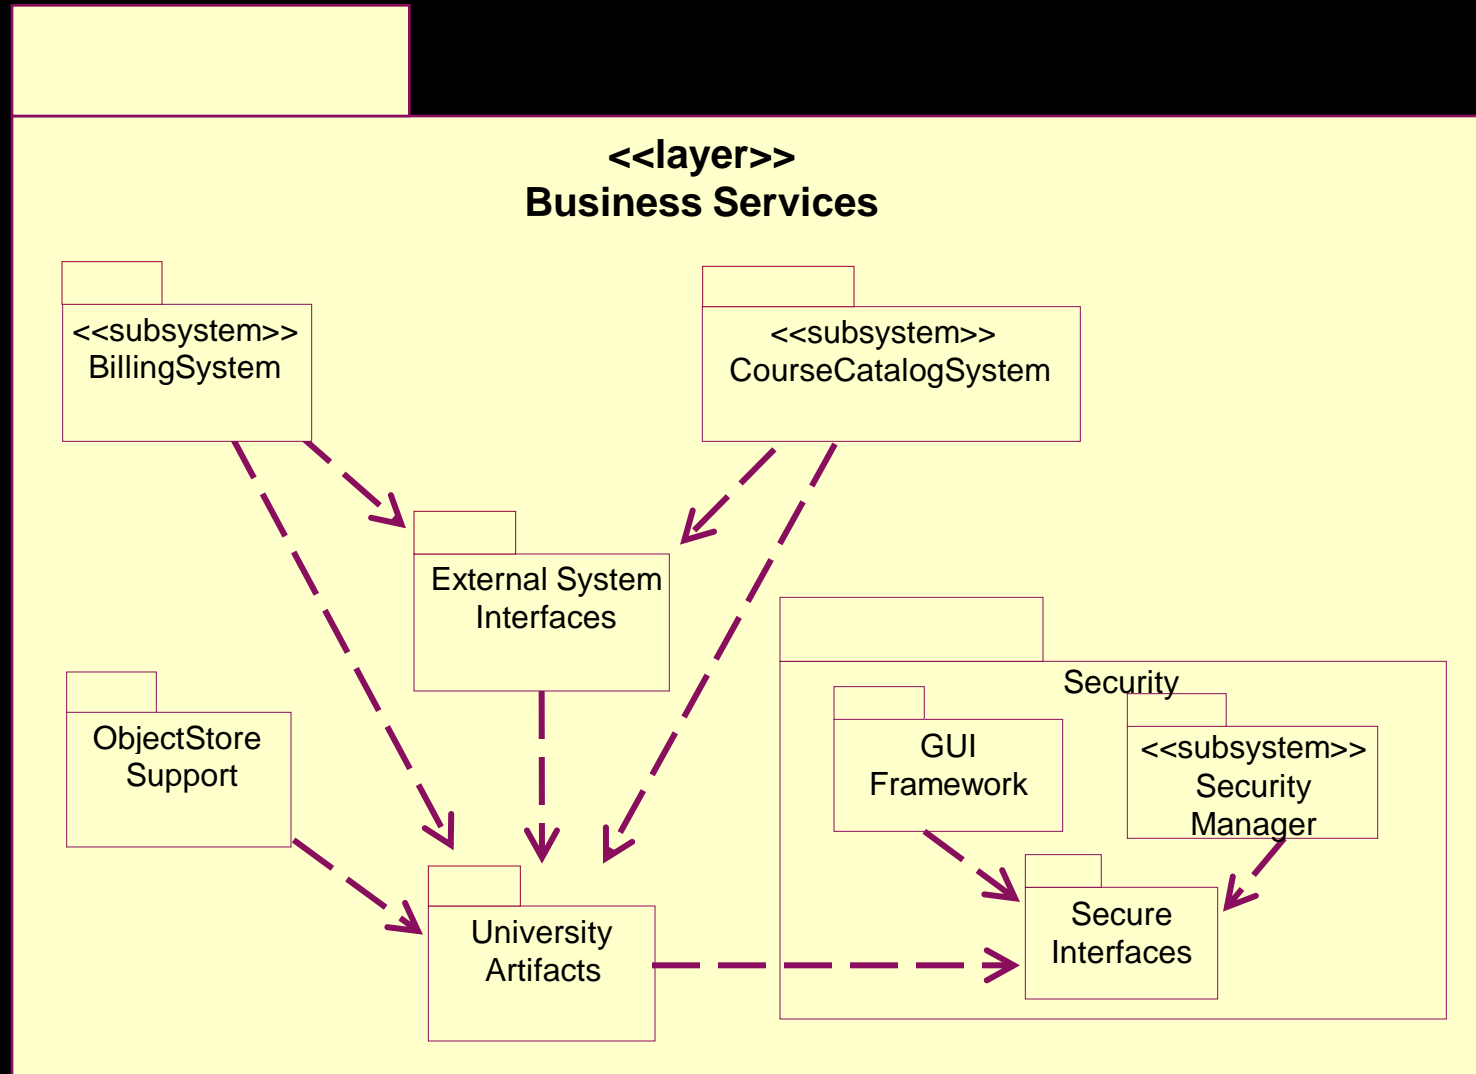 <<layer>>
Business Services
<<subsystem>>
BillingSystem
<<subsystem>>
CourseCatalogSystem
External System
Interfaces
Security
ObjectStore
Support
GUI
Framework
<<subsystem>>
Security
Manager
University
Artifacts
Secure
Interfaces